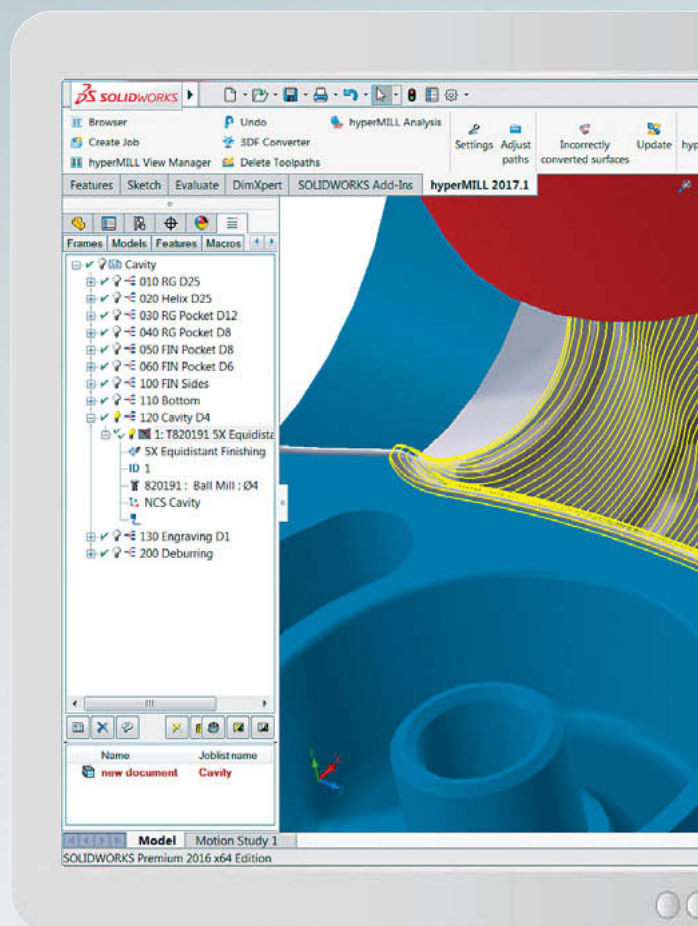 SOLIDWORKS
Browser Undo hyperMILL Analysis
Create Job 3DF Converter
hyperMILL View Manager Delete Toolpaths
Settings Adjust paths Incorrectly converted surfaces Update
Features Sketch Evaluate DimXpert SOLIDWORKS Add-Ins hyperMILL 2017.1
Frames Models Features Macros
Cavity
010 RG D25
020 Helix D25
030 RG Pocket D12
040 RG Pocket D8
050 FIN Pocket D8
060 FIN Pocket D6
100 FIN Sides
110 Bottom
120 Cavity D4
1: T820191 5X Equidista
5X Equidistant Finishing
ID 1
820191 : Ball Mill : Ø4
NCS Cavity
130 Engraving D1
200 Deburring
Name Joblist name
new document Cavity
Model Motion Study 1
SOLIDWORKS Premium 2016 x64 Edition